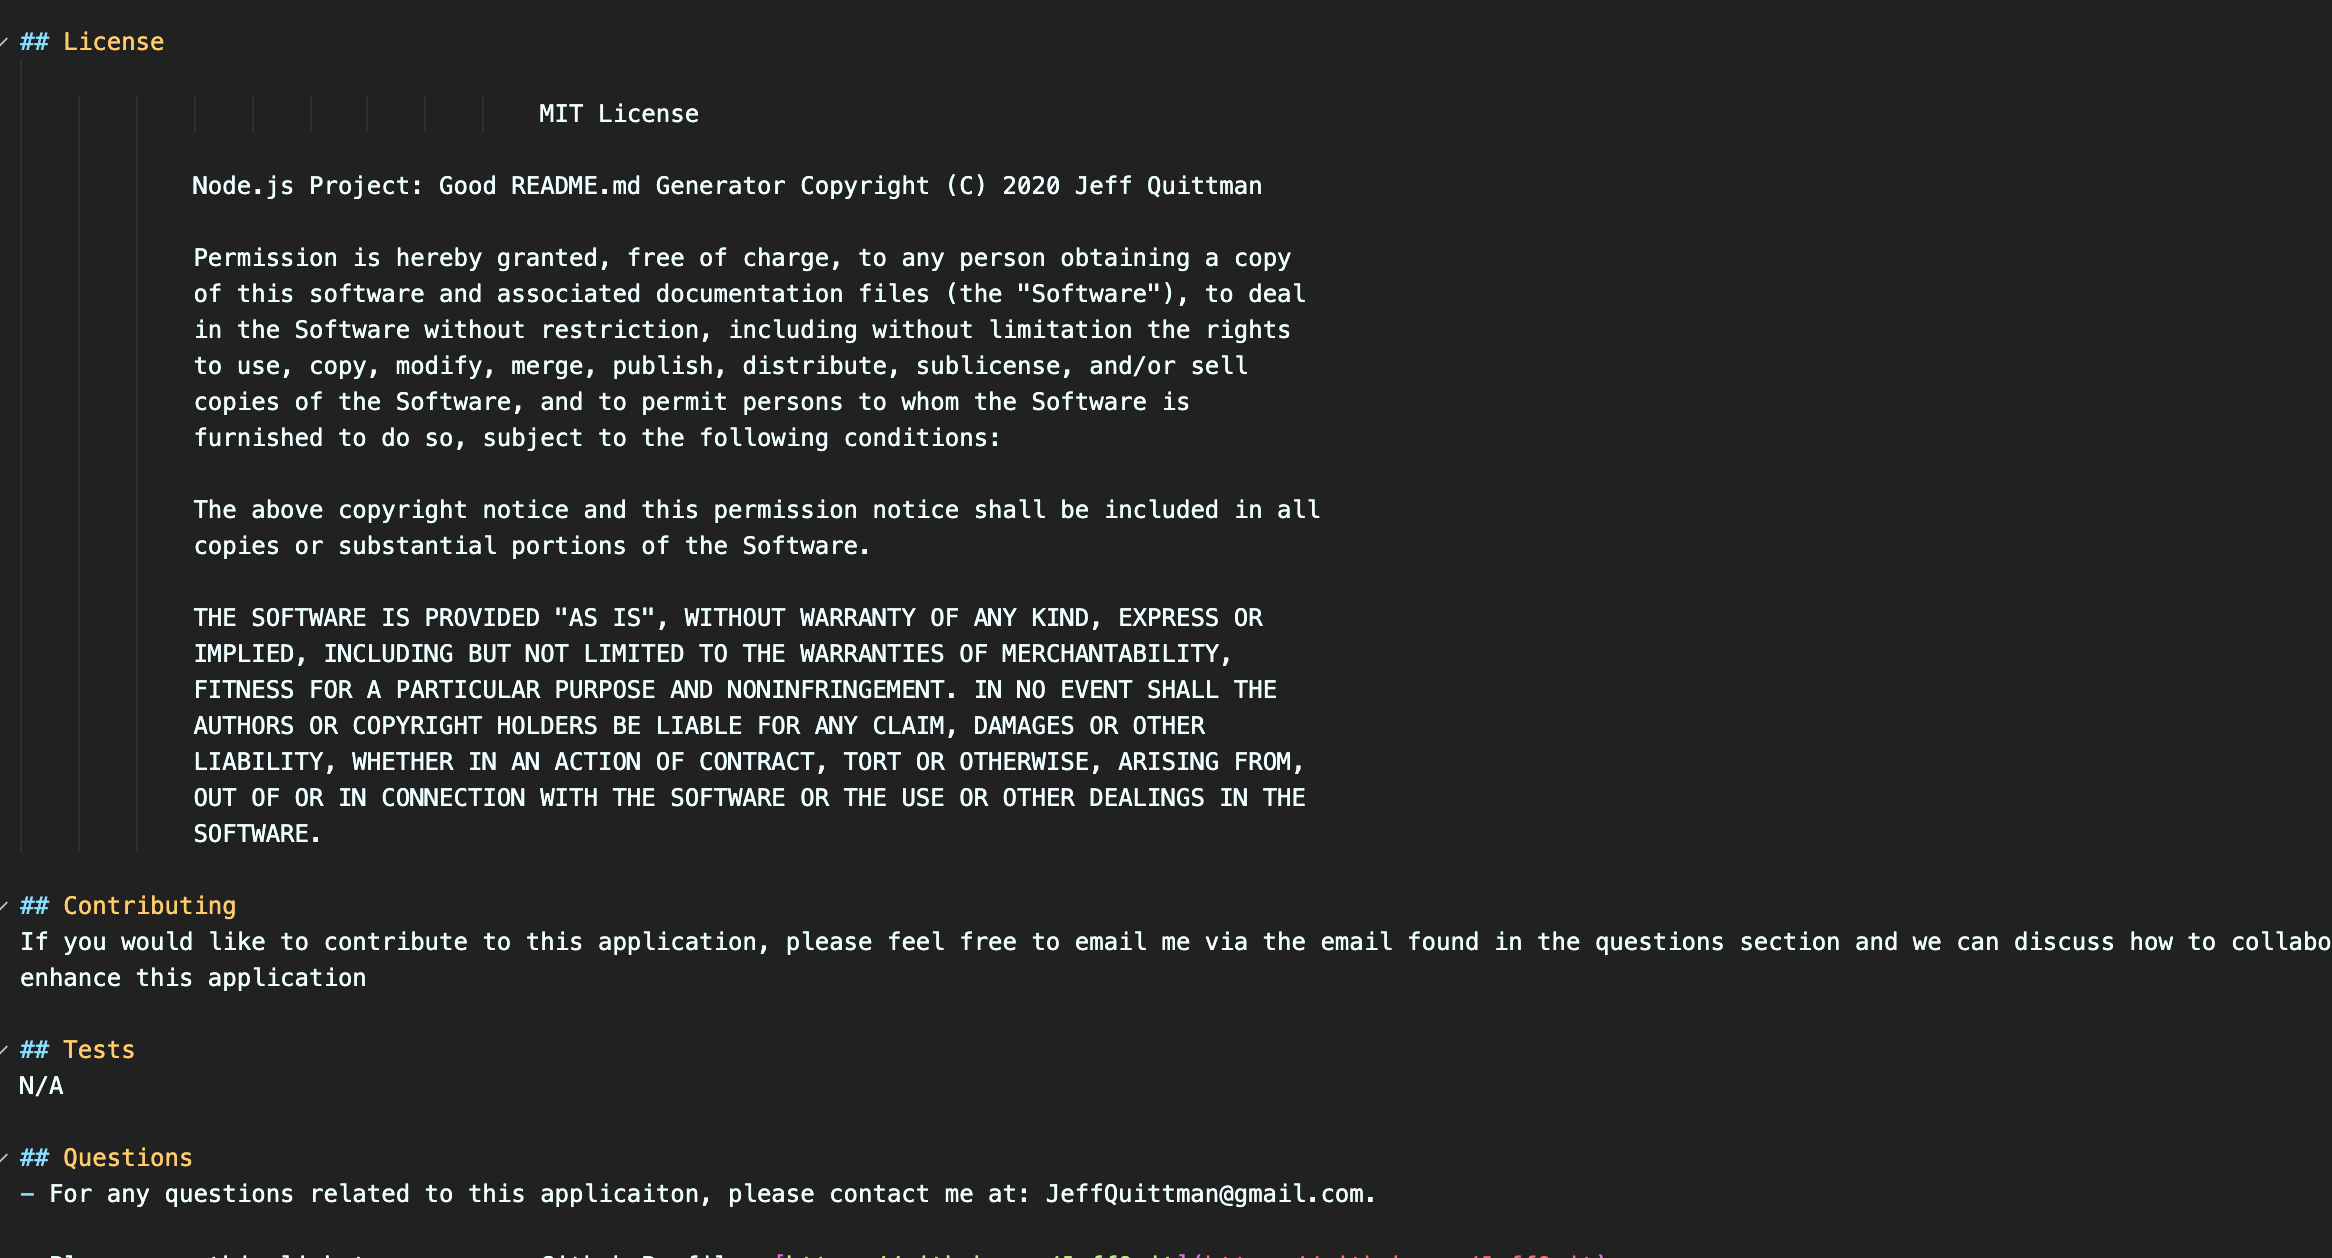 ## License
MIT License
Node.js Project: Good README.md Generator Copyright (C) 2020 Jeff Quittman
Permission is hereby granted, free of charge, to any person obtaining a copy
of this software and associated documentation files (the "Software"), to deal
in the Software without restriction, including without limitation the rights
to use, copy, modify, merge, publish, distribute, sublicense, and/or sell
copies of the Software, and to permit persons to whom the Software is
furnished to do so, subject to the following conditions:
The above copyright notice and this permission notice shall be included in all
copies or substantial portions of the Software.
THE SOFTWARE IS PROVIDED "AS IS", WITHOUT WARRANTY OF ANY KIND, EXPRESS OR
IMPLIED, INCLUDING BUT NOT LIMITED TO THE WARRANTIES OF MERCHANTABILITY,
FITNESS FOR A PARTICULAR PURPOSE AND NONINFRINGEMENT. IN NO EVENT SHALL THE
AUTHORS OR COPYRIGHT HOLDERS BE LIABLE FOR ANY CLAIM, DAMAGES OR OTHER
LIABILITY, WHETHER IN AN ACTION OF CONTRACT, TORT OR OTHERWISE, ARISING FROM,
OUT OF OR IN CONNECTION WITH THE SOFTWARE OR THE USE OR OTHER DEALINGS IN THE
SOFTWARE.
## Contributing
If you would like to contribute to this application, please feel free to email me via the email found in the questions section and we can discuss how to collabo
enhance this application
## Tests
N/A
## Questions
- For any questions related to this applicaiton, please contact me at: JeffQuittman@gmail.com.